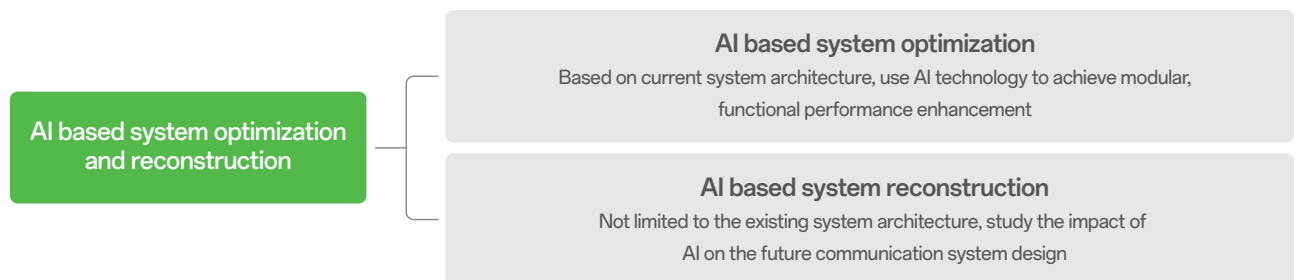 AI based system optimization
and reconstruction
AI based system optimization
Based on current system architecture, use AI technology to achieve modular,
functional performance enhancement
AI based system reconstruction
Not limited to the existing system architecture, study the impact of
AI on the future communication system design